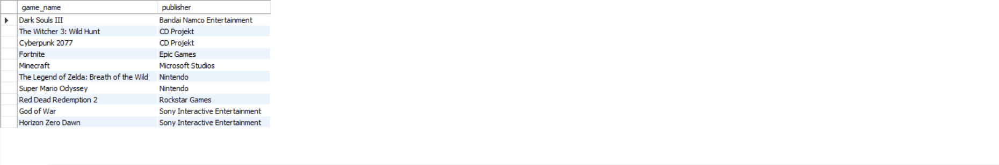 game_name publisher
Dark Souls III Bandai Namco Entertainment
The Witcher 3: Wild Hunt CD Projekt
Cyberpunk 2077 CD Projekt
Fortnite Epic Games
Minecraft Microsoft Studios
The Legend of Zelda: Breath of the Wild Nintendo
Super Mario Odyssey Nintendo
Red Dead Redemption 2 Rockstar Games
God of War Sony Interactive Entertainment
Horizon Zero Dawn Sony Interactive Entertainment